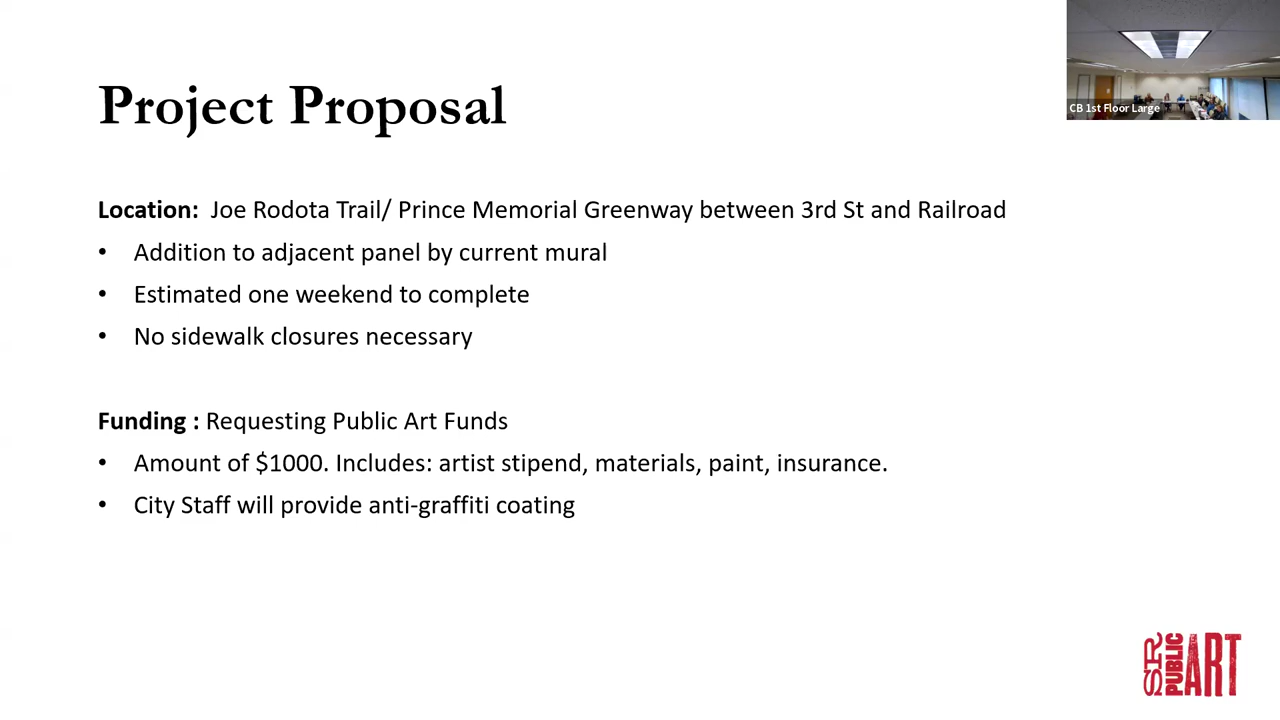 Project Proposal
CB 1st Floor Large
Location: Joe Rodota Trail/ Prince Memorial Greenway between 3rd St and Railroad
• Addition to adjacent panel by current mural
• Estimated one weekend to complete
• No sidewalk closures necessary
Funding : Requesting Public Art Funds
• Amount of $1000. Includes: artist stipend, materials, paint, insurance.
• City Staff will provide anti-graffiti coating
SR PUBLIC ART